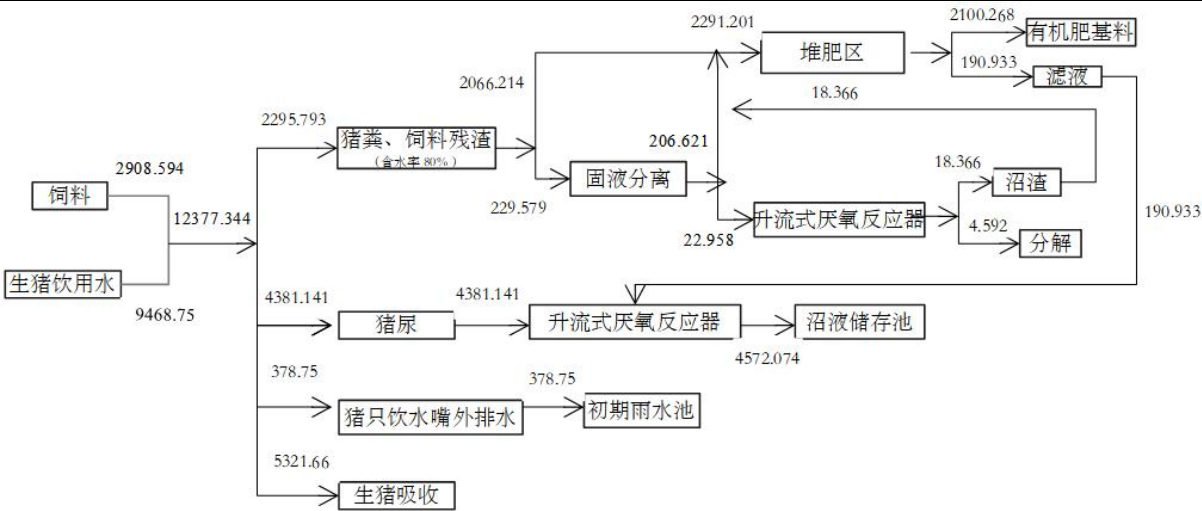 2291.201
2100.268
有机肥基料
堆肥区
190.933
滤液
2066.214
18.366
2295.793
猪粪、饲料残渣
（含水率80%）
206.621
2908.594
饲料
固液分离
18.366
沼渣
229.579
12377.344
190.933
升流式厌氧反应器
22.958
4.592
分解
生猪饮用水
9468.75
4381.141
猪尿
4381.141
升流式厌氧反应器
沼液储存池
4572.074
378.75
378.75
猪只饮水嘴外排水
初期雨水池
5321.66
生猪吸收